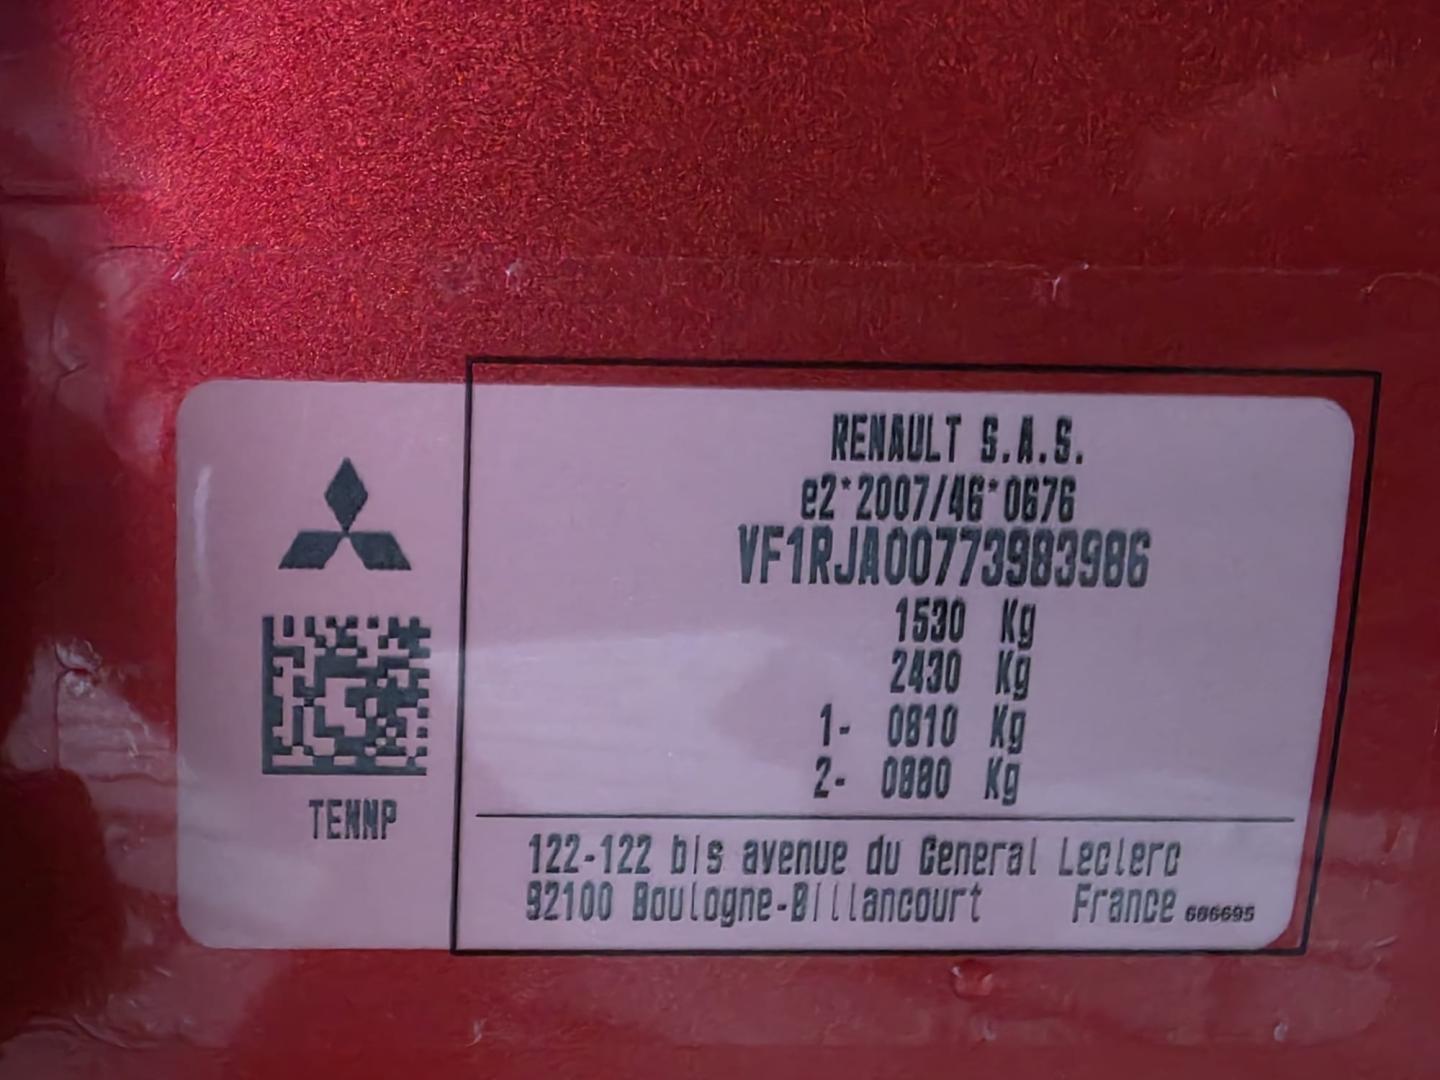 RENAULT S.A.S.
e2*2007/46*0676
VF1RJA00773983986
1530 Kg
2430 Kg
1- 0810 Kg
2- 0880 Kg
TENNP
122-122 bis avenue du General Leclerc
92100 Boulogne-Billancourt France 686695